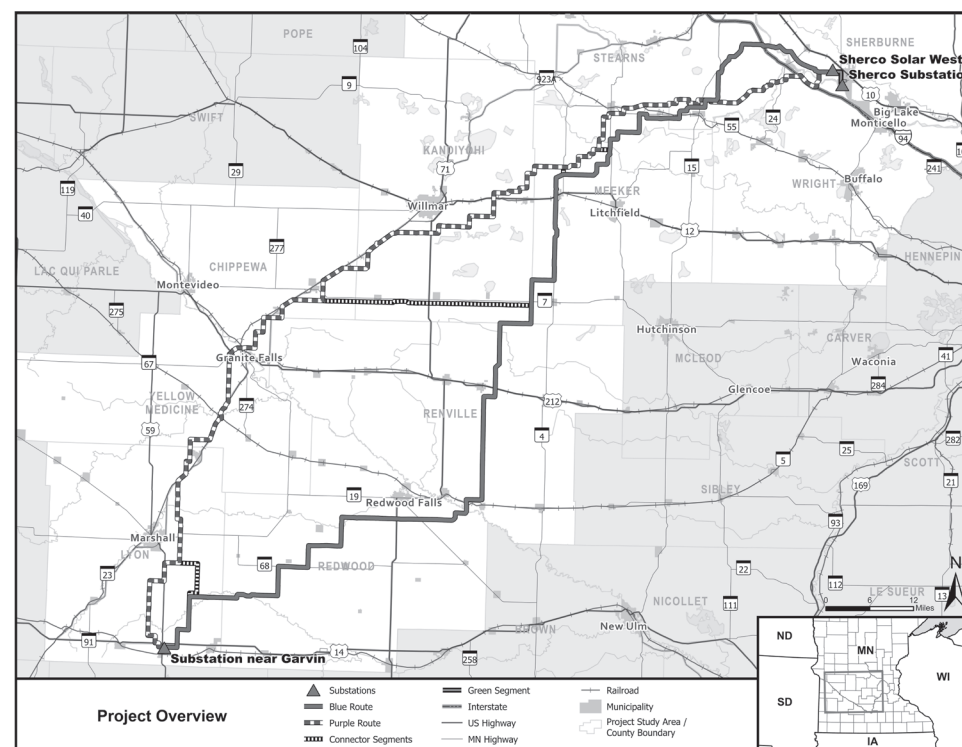 POPE
104
STEARNS
SHERBURNE
Sherco Solar West
Sherco Substatio
923A
9
10
Big Lake
Monticello
SWIFT
24
55
94
KANDIYOHI
71
29
15
241
119
WRIGHT
Buffalo
MEEKER
Willmar
Litchfield
40
12
277
HENNEPIN
LAC QUI PARLE
CHIPPEWA
Montevideo
7
275
Hutchinson
CARVER
Granite Falls
MCLEOD
Waconia
41
67
284
Glencoe
YELLOW
MEDICINE
274
212
RENVILLE
59
4
282
25
SCOTT
5
169
21
19
SIBLEY
Redwood Falls
93
Marshall
LYON
68
REDWOOD
22
23
112
LE SUEUR
13
N
NICOLLET
111
0 6 12
Miles
BROWN
New Ulm
91
14
Substation near Garvin
258
ND
MN
WI
SD
IA
Project Overview
Substations
Blue Route
Purple Route
Connector Segments
Green Segment
Interstate
US Highway
MN Highway
Railroad
Municipality
Project Study Area /
County Boundary